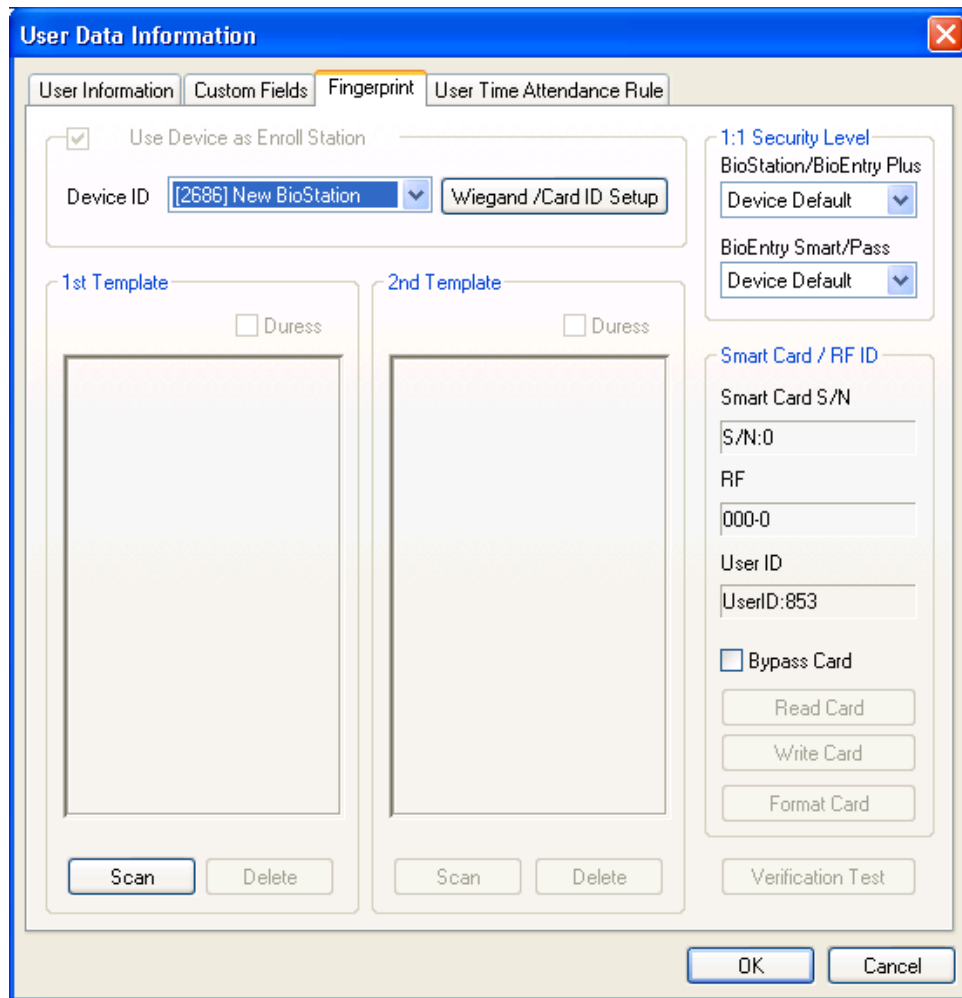 User Data Information
User Information Custom Fields Fingerprint User Time Attendance Rule
Use Device as Enroll Station
Device ID [2686] New BioStation Wiegand /Card ID Setup
1:1 Security Level
BioStation/BioEntry Plus
Device Default
BioEntry Smart/Pass
Device Default
1st Template
Duress
Scan Delete
2nd Template
Duress
Scan Delete
Smart Card / RF ID
Smart Card S/N
S/N:0
RF
000-0
User ID
UserID:853
Bypass Card
Read Card
Write Card
Format Card
Verification Test
OK Cancel